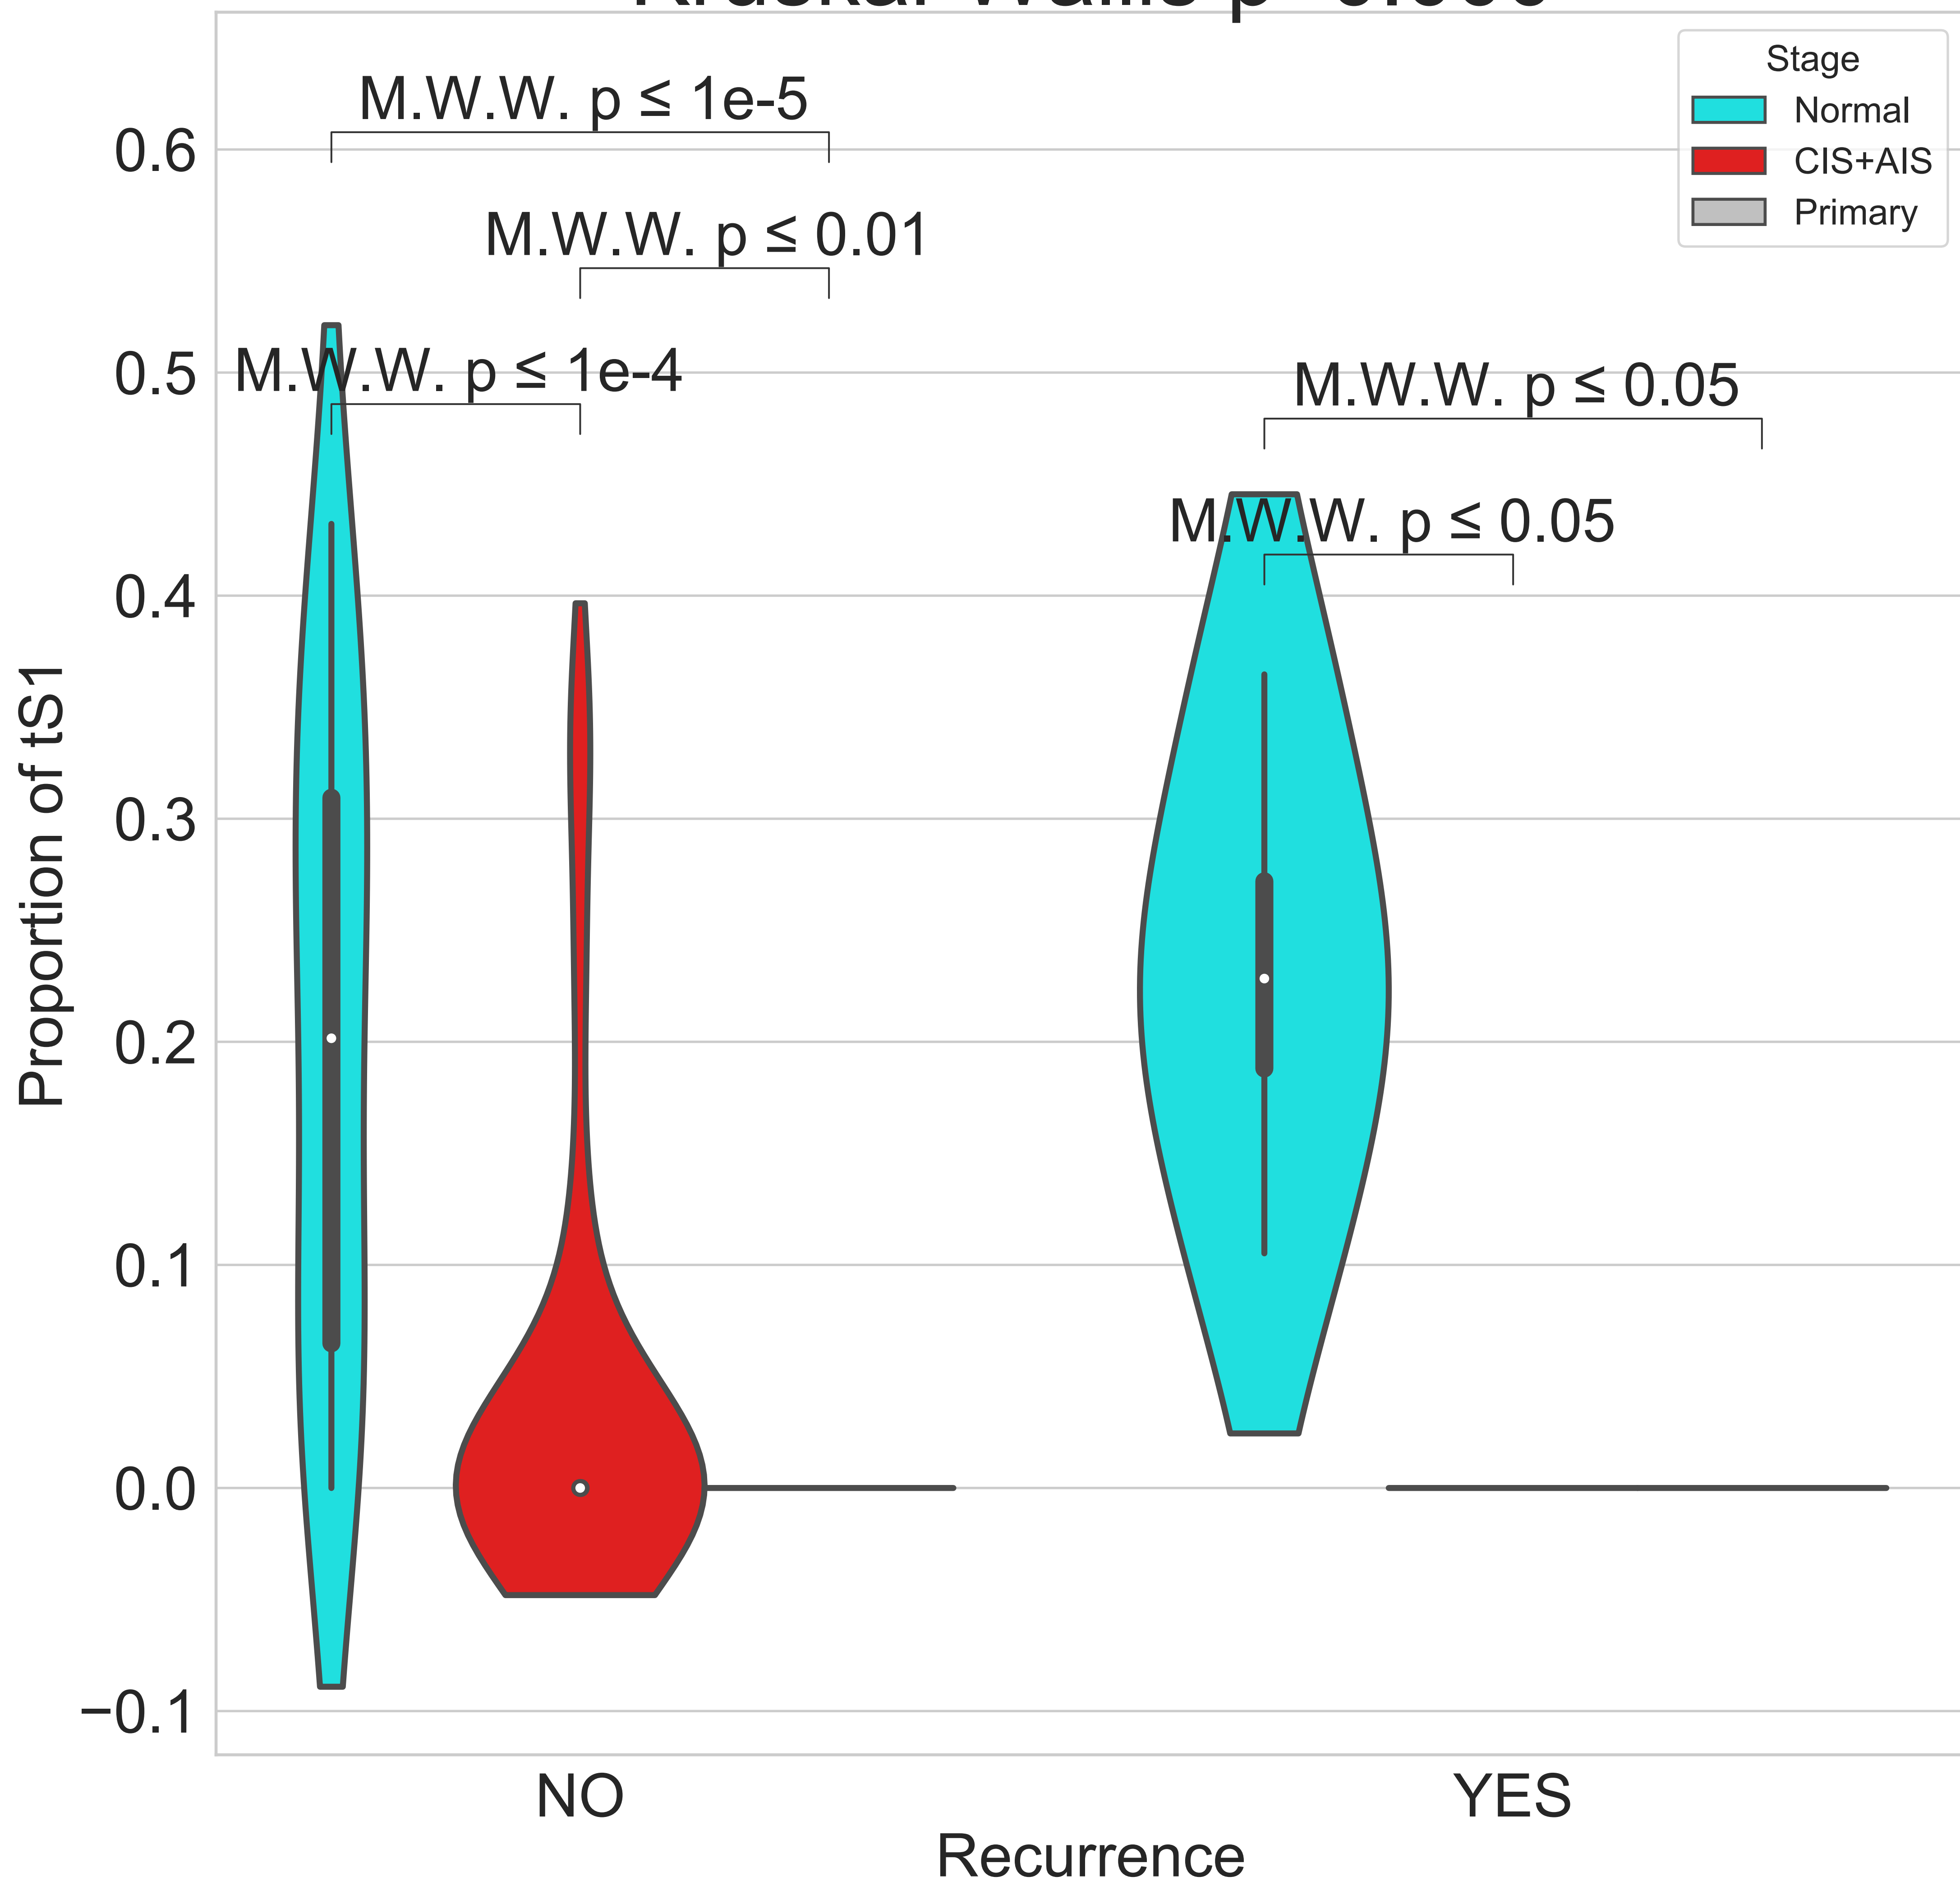 Stage
Normal
CIS+AIS
Primary
M.W.W. p ≤ 1e-5
M.W.W. p ≤ 0.01
M.W.W. p ≤ 1e-4
M.W.W. p ≤ 0.05
M.W.W. p ≤ 0.05
0.6
0.5
0.4
0.3
0.2
0.1
0.0
−0.1
Proportion of tS1
NO
YES
Recurrence